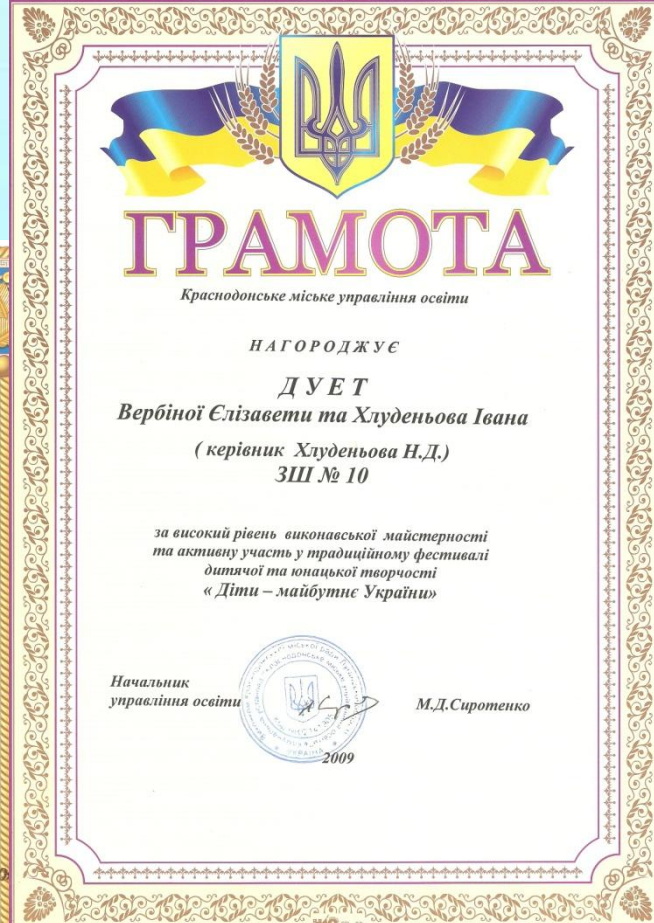 ГРАМОТА
Краснодонське міське управління освіти
НАГОРОДЖУЄ
ДУЕТ
Вербіної Єлізавети та Хлуденьова Івана
( керівник Хлуденьова Н.Д.)
ЗШ № 10
за високий рівень виконавської майстерності
та активну участь у традиційному фестивалі
дитячої та юнацької творчості
« Діти – майбутнє України»
Начальник
управління освіти
М.Д.Сиротенко
УКРАЇНА
2009